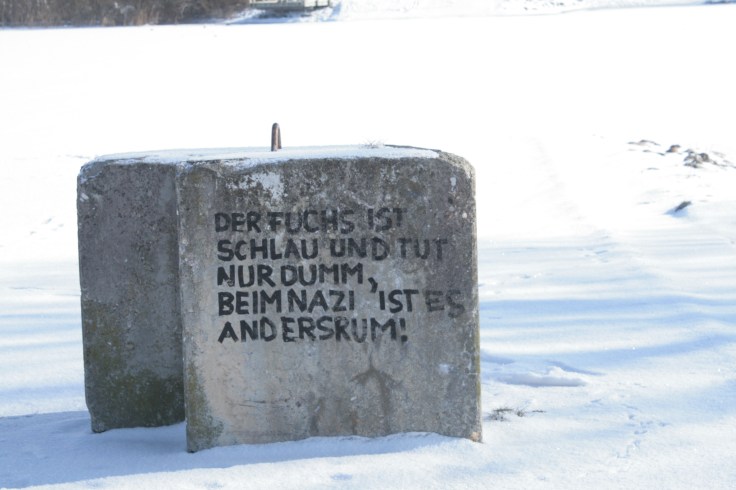 DER FUCHS IST
SCHLAU UND TUT
NUR DUMM,
BEIM NAZI IST ES
ANDERSRUM!